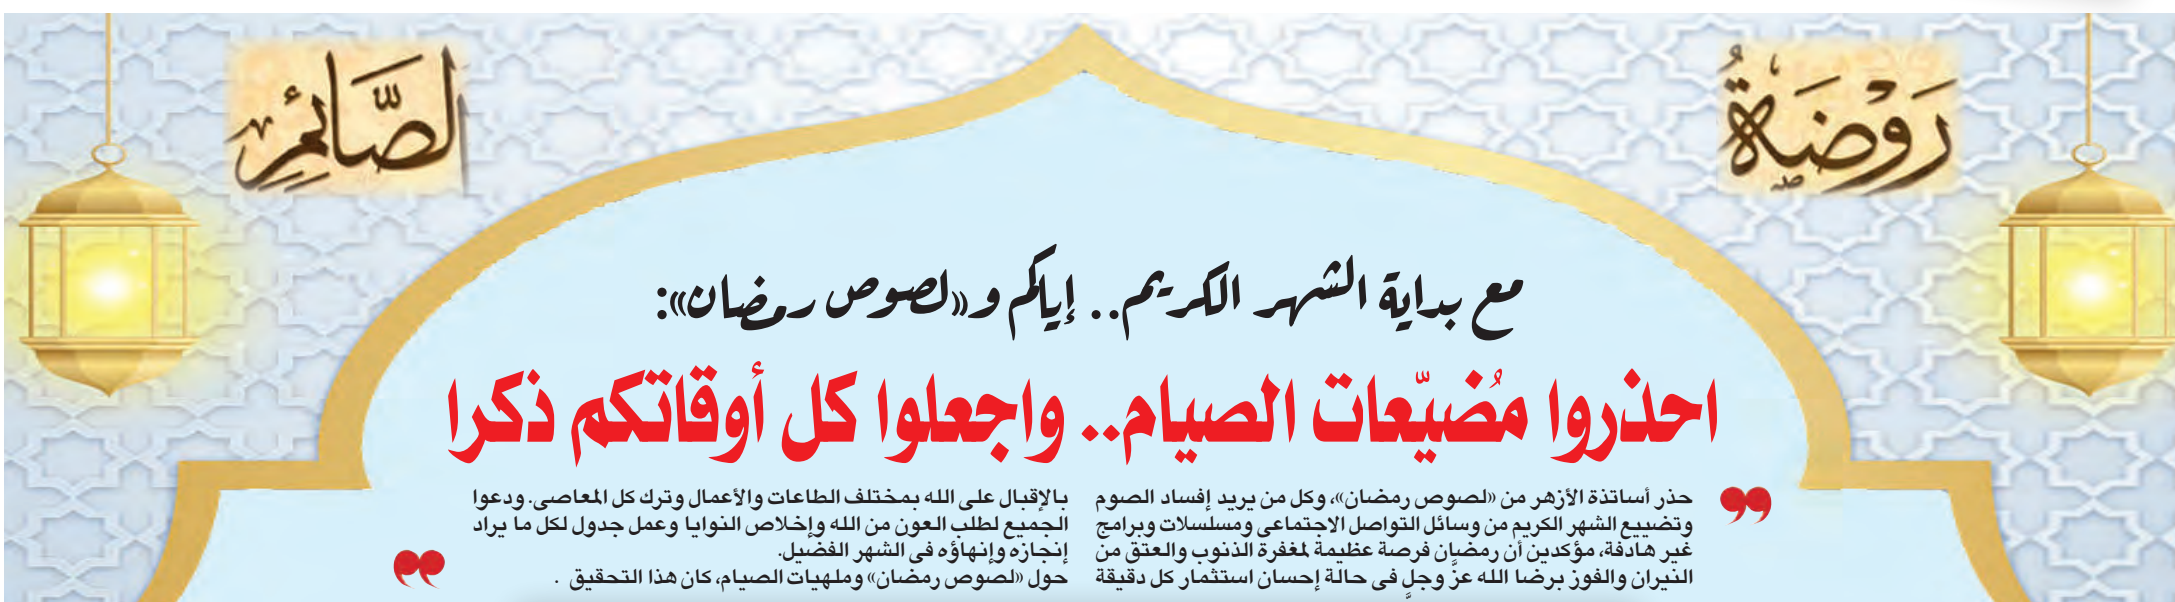 رَوْضَةُ
الصَّائِمِ
مع بداية الشهر الكريم.. إياكم و«لصوص رمضان»:
احذروا مُضيّعات الصيام.. واجعلوا كل أوقاتكم ذكرا
حذر أساتذة الأزهر من «لصوص رمضان»، وكل من يريد إفساد الصوم
وتضييع الشهر الكريم من وسائل التواصل الاجتماعى ومسلسلات وبرامج
غير هادفة، مؤكدين أن رمضان فرصة عظيمة لمغفرة الذنوب والعتق من
النيران والفوز برضا الله عزَّ وجل فى حالة إحسان استثمار كل دقيقة
بالإقبال على الله بمختلف الطاعات والأعمال وترك كل المعاصى. ودعوا
الجميع لطلب العون من الله وإخلاص النوايا وعمل جدول لكل ما يراد
إنجازه وإنهاؤه فى الشهر الفضيل.
حول «لصوص رمضان» وملهيات الصيام، كان هذا التحقيق .